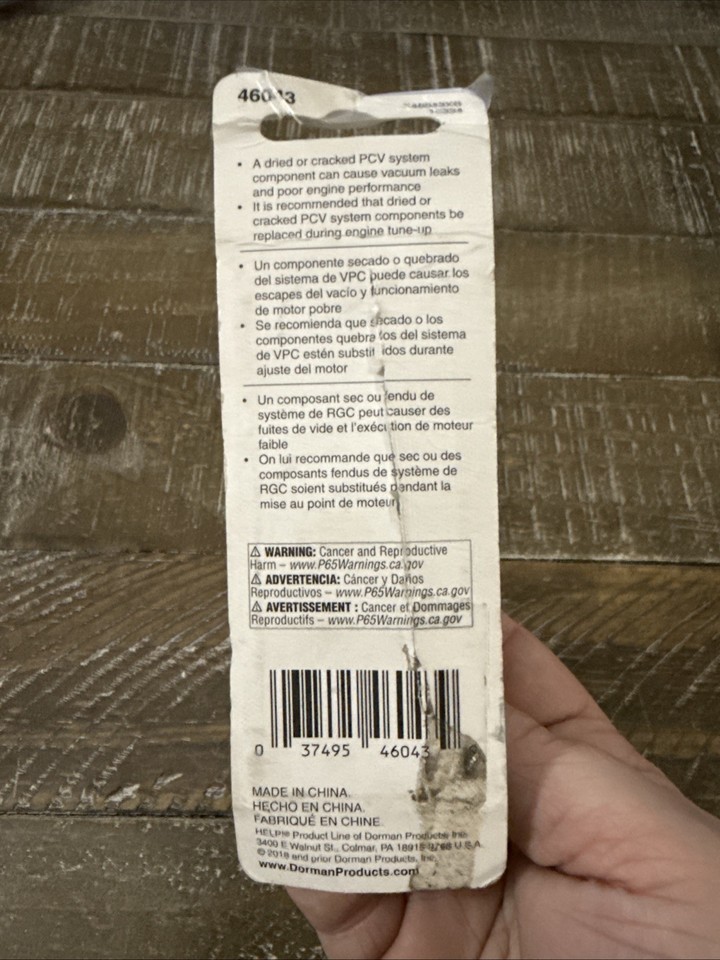 46043
• A dried or cracked PCV system
component can cause vacuum leaks
and poor engine performance
• It is recommended that dried or
cracked PCV system components be
replaced during engine tune-up
• Un componente secado o quebrado
del sistema de VPC puede causar los
escapes del vacío y funcionamiento
de motor pobre
• Se recomienda que secado o los
componentes quebrados del sistema
de VPC estén substituidos durante
ajuste del motor
• Un composant sec ou fendu de
système de RGC peut causer des
fuites de vide et l'exécution de moteur
faible
• On lui recommande que sec ou des
composants fendus de système de
RGC soient substitués pendant la
mise au point de moteur
⚠ WARNING: Cancer and Reproductive
Harm – www.P65Warnings.ca.gov
⚠ ADVERTENCIA: Cáncer y Daños
Reproductivos – www.P65Warnings.ca.gov
⚠ AVERTISSEMENT : Cancer et Dommages
Reproductifs – www.P65Warnings.ca.gov
0 37495 46043
MADE IN CHINA.
HECHO EN CHINA.
FABRIQUÉ EN CHINE.
HELP!® Product Line of Dorman Products Inc.
3400 E Walnut St., Colmar, PA 18915-9768 U.S.A.
© 2018 and prior Dorman Products, Inc.
www.DormanProducts.com